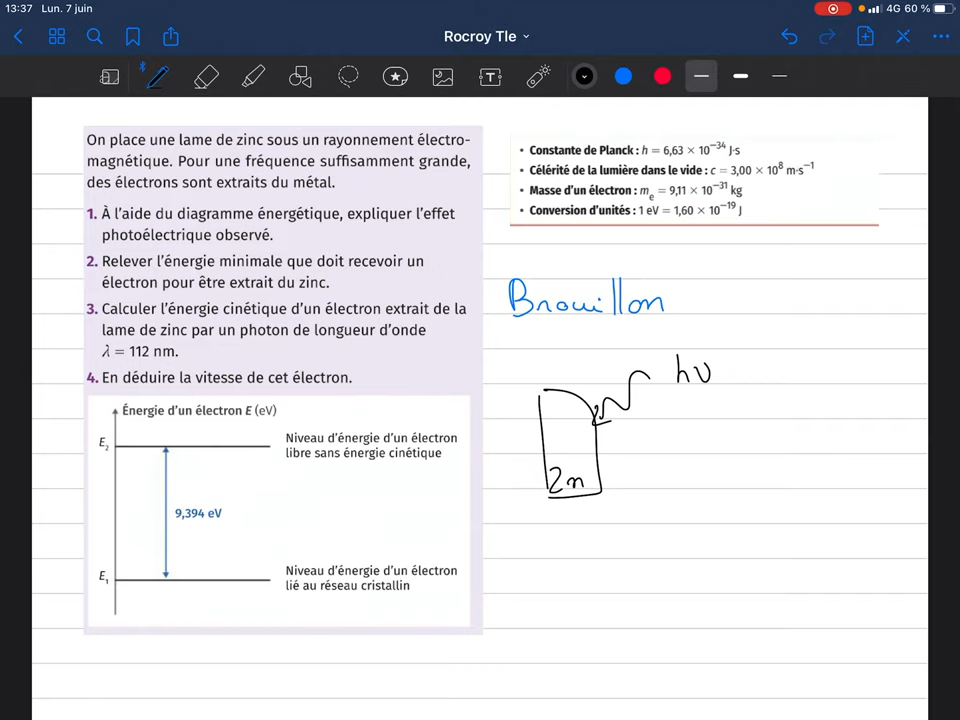 13:37 Lun. 7 juin
4G 60 %
Rocroy Tle
T
On place une lame de zinc sous un rayonnement électro-
magnétique. Pour une fréquence suffisamment grande,
des électrons sont extraits du métal.
1. À l'aide du diagramme énergétique, expliquer l'effet
photoélectrique observé.
2. Relever l'énergie minimale que doit recevoir un
électron pour être extrait du zinc.
3. Calculer l'énergie cinétique d'un électron extrait de la
lame de zinc par un photon de longueur d'onde
λ = 112 nm.
4. En déduire la vitesse de cet électron.
Énergie d'un électron E (eV)
E₂
Niveau d'énergie d'un électron
libre sans énergie cinétique
9,394 eV
E₁
Niveau d'énergie d'un électron
lié au réseau cristallin
• Constante de Planck : h = 6,63 × 10⁻³⁴ J·s
• Célérité de la lumière dans le vide : c = 3,00 × 10⁸ m·s⁻¹
• Masse d'un électron : mₑ = 9,11 × 10⁻³¹ kg
• Conversion d'unités : 1 eV = 1,60 × 10⁻¹⁹ J
Brouillon
hν
Zn